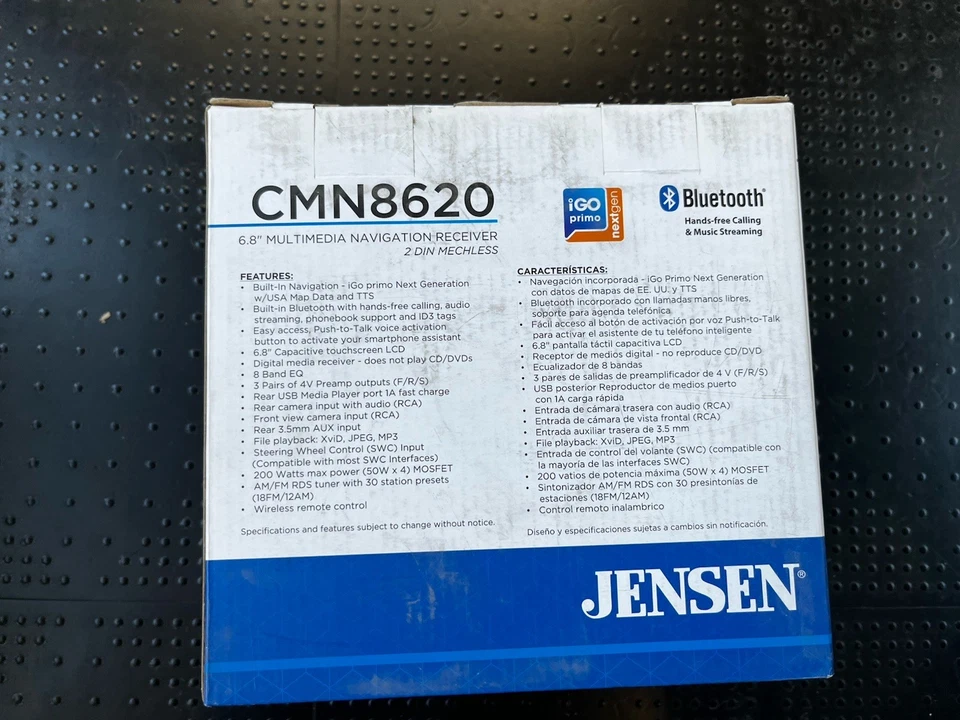 CMN8620
6.8" MULTIMEDIA NAVIGATION RECEIVER
2 DIN MECHLESS
iGO
primo
nextgen
Bluetooth®
Hands-free Calling
& Music Streaming
FEATURES:
• Built-In Navigation - iGo primo Next Generation
w/USA Map Data and TTS
• Built-in Bluetooth with hands-free calling, audio
streaming, phonebook support and ID3 tags
• Easy access, Push-to-Talk voice activation
button to activate your smartphone assistant
• 6.8" Capacitive touchscreen LCD
• Digital media receiver - does not play CD/DVDs
• 8 Band EQ
• 3 Pairs of 4V Preamp outputs (F/R/S)
• Rear USB Media Player port 1A fast charge
• Rear camera input with audio (RCA)
• Front view camera input (RCA)
• Rear 3.5mm AUX input
• File playback: XviD, JPEG, MP3
• Steering Wheel Control (SWC) Input
(Compatible with most SWC Interfaces)
• 200 Watts max power (50W x 4) MOSFET
• AM/FM RDS tuner with 30 station presets
(18FM/12AM)
• Wireless remote control
Specifications and features subject to change without notice.
CARACTERÍSTICAS:
• Navegación incorporada - iGo Primo Next Generation
con datos de mapas de EE. UU. y TTS
• Bluetooth incorporado con llamadas manos libres,
soporte para agenda telefónica
• Fácil acceso al botón de activación por voz Push-to-Talk
para activar el asistente de tu teléfono inteligente
• 6.8" pantalla táctil capacitiva LCD
• Receptor de medios digital - no reproduce CD/DVD
• Ecualizador de 8 bandas
• 3 pares de salidas de preamplificador de 4 V (F/R/S)
• USB posterior Reproductor de medios puerto
con 1A carga rápida
• Entrada de cámara trasera con audio (RCA)
• Entrada de cámara de vista frontal (RCA)
• Entrada auxiliar trasera de 3.5 mm
• File playback: XviD, JPEG, MP3
• Entrada de control del volante (SWC) (compatible con
la mayoría de las interfaces SWC)
• 200 vatios de potencia máxima (50W x 4) MOSFET
• Sintonizador AM/FM RDS con 30 presintonías de
estaciones (18FM/12AM)
• Control remoto inalambrico
Diseño y especificaciones sujetas a cambios sin notificación.
JENSEN®